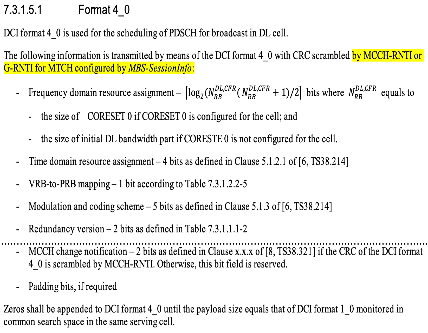 7.3.1.5.1 Format 4_0
DCI format 4_0 is used for the scheduling of PDSCH for broadcast in DL cell.
The following information is transmitted by means of the DCI format 4_0 with CRC scrambled by MCCH-RNTI or
G-RNTI for MTCH configured by MBS-SessionInfo:
- Frequency domain resource assignment – ⌈log₂(N_RB^{DL,CFR}(N_RB^{DL,CFR} + 1)/2⌉ bits where N_RB^{DL,CFR} equals to
- the size of CORESET 0 if CORESET 0 is configured for the cell; and
- the size of initial DL bandwidth part if CORESTE 0 is not configured for the cell.
- Time domain resource assignment – 4 bits as defined in Clause 5.1.2.1 of [6, TS38.214]
- VRB-to-PRB mapping – 1 bit according to Table 7.3.1.2.2-5
- Modulation and coding scheme – 5 bits as defined in Clause 5.1.3 of [6, TS38.214]
- Redundancy version – 2 bits as defined in Table 7.3.1.1.1-2
- MCCH change notification – 2 bits as defined in Clause x.x.x of [8, TS38.321] if the CRC of the DCI format
4_0 is scrambled by MCCH-RNTI. Otherwise, this bit field is reserved.
- Padding bits, if required
Zeros shall be appended to DCI format 4_0 until the payload size equals that of DCI format 1_0 monitored in
common search space in the same serving cell.